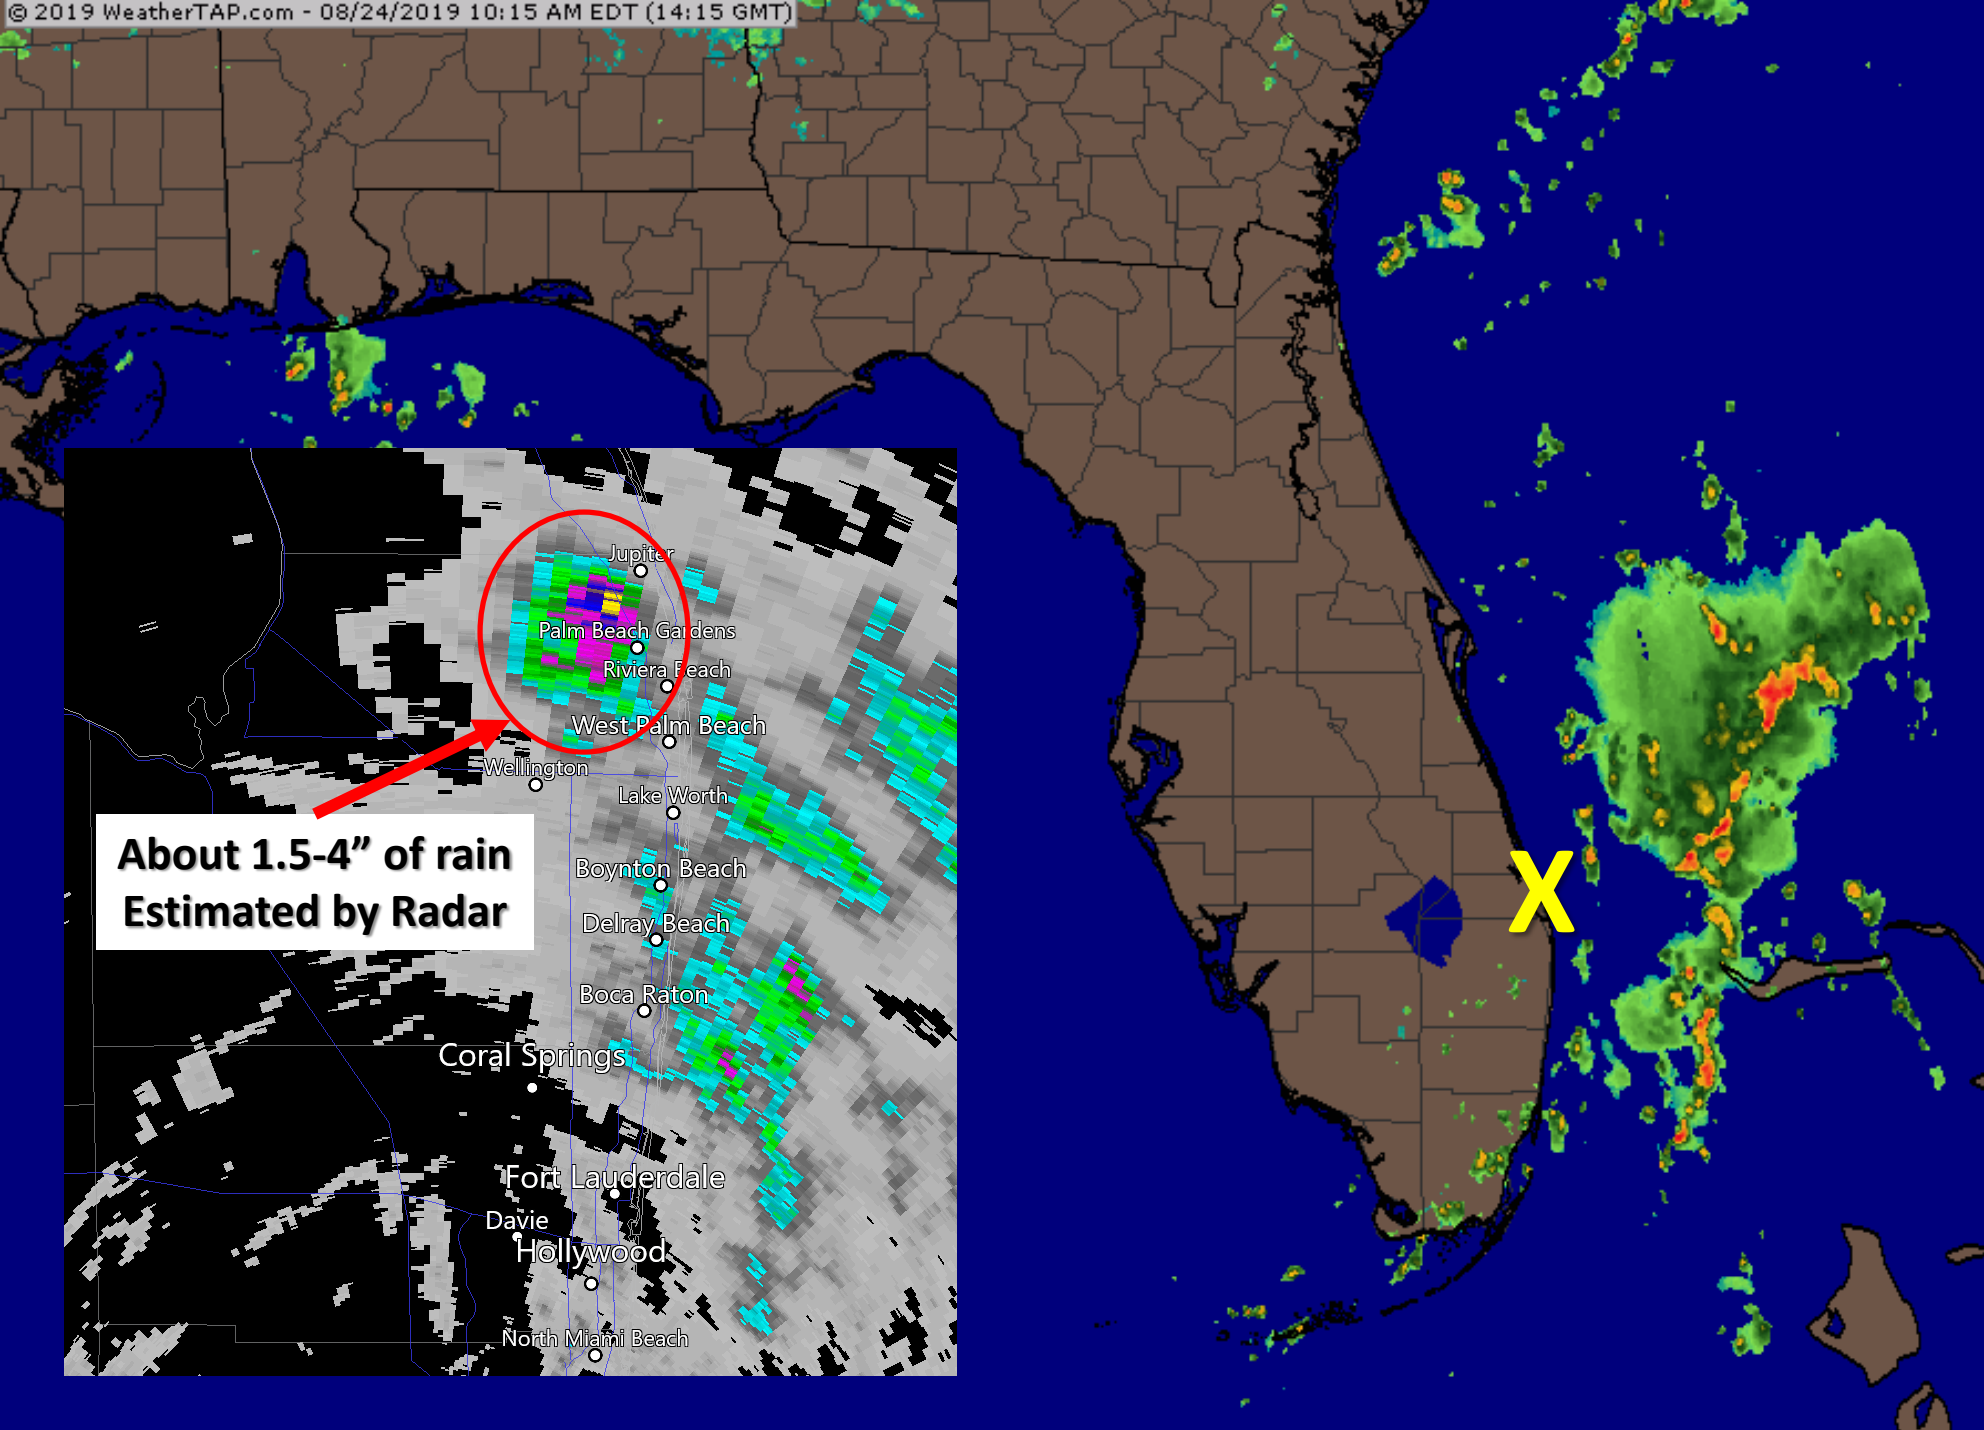 © 2019 WeatherTAP.com - 08/24/2019 10:15 AM EDT (14:15 GMT)
Jupiter
Palm Beach Gardens
Riviera Beach
West Palm Beach
Wellington
Lake Worth
About 1.5-4” of rain
Estimated by Radar
Boynton Beach
Delray Beach
X
Boca Raton
Coral Springs
Fort Lauderdale
Davie
Hollywood
North Miami Beach